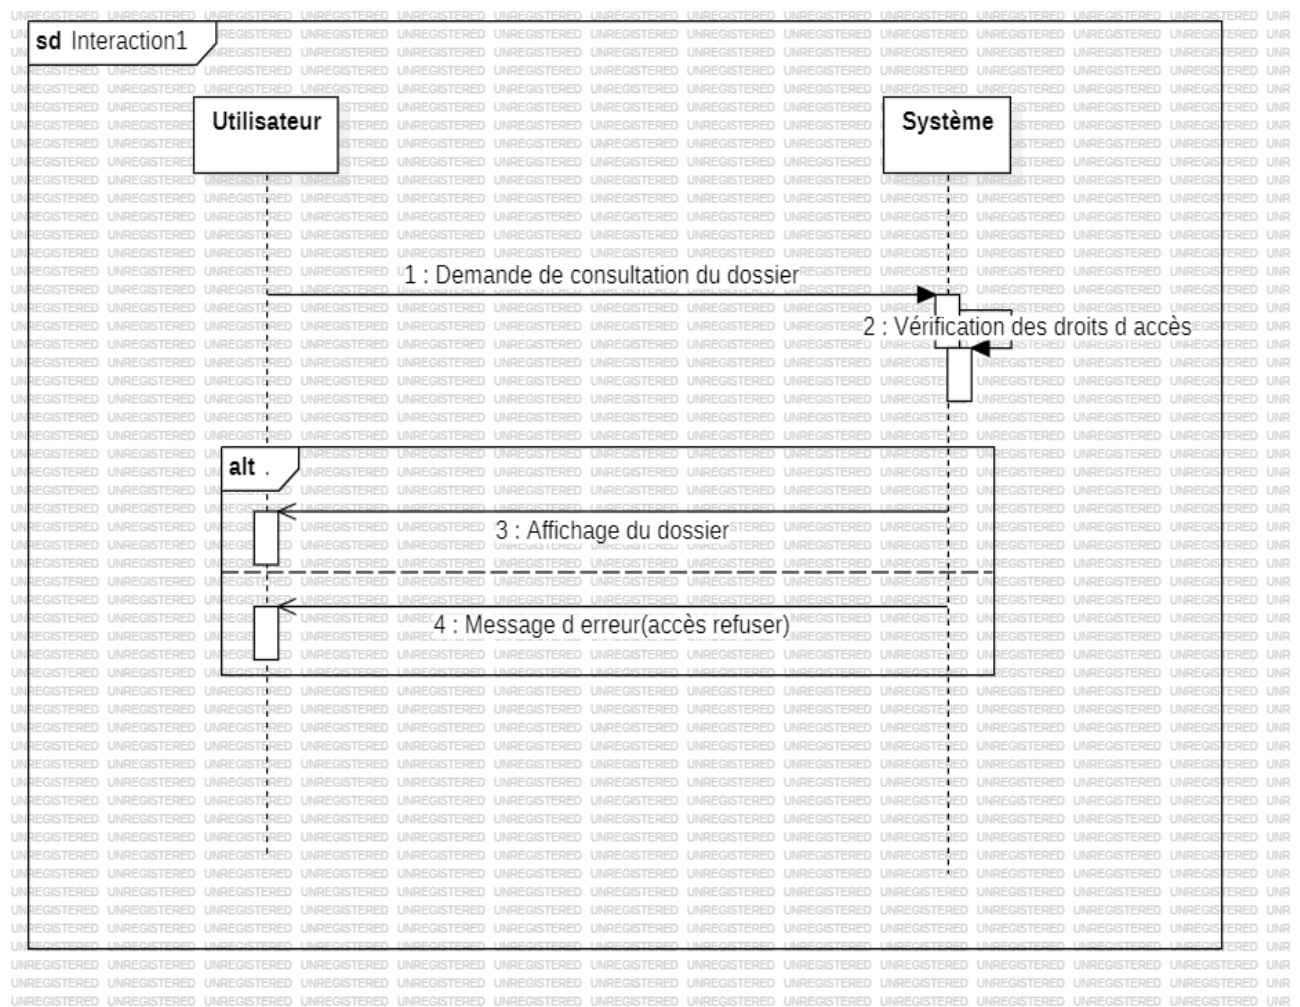 sd Interaction1
Utilisateur
Système
1 : Demande de consultation du dossier
2 : Vérification des droits d accès
alt .
3 : Affichage du dossier
4 : Message d erreur(accès refuser)
UNREGISTERED